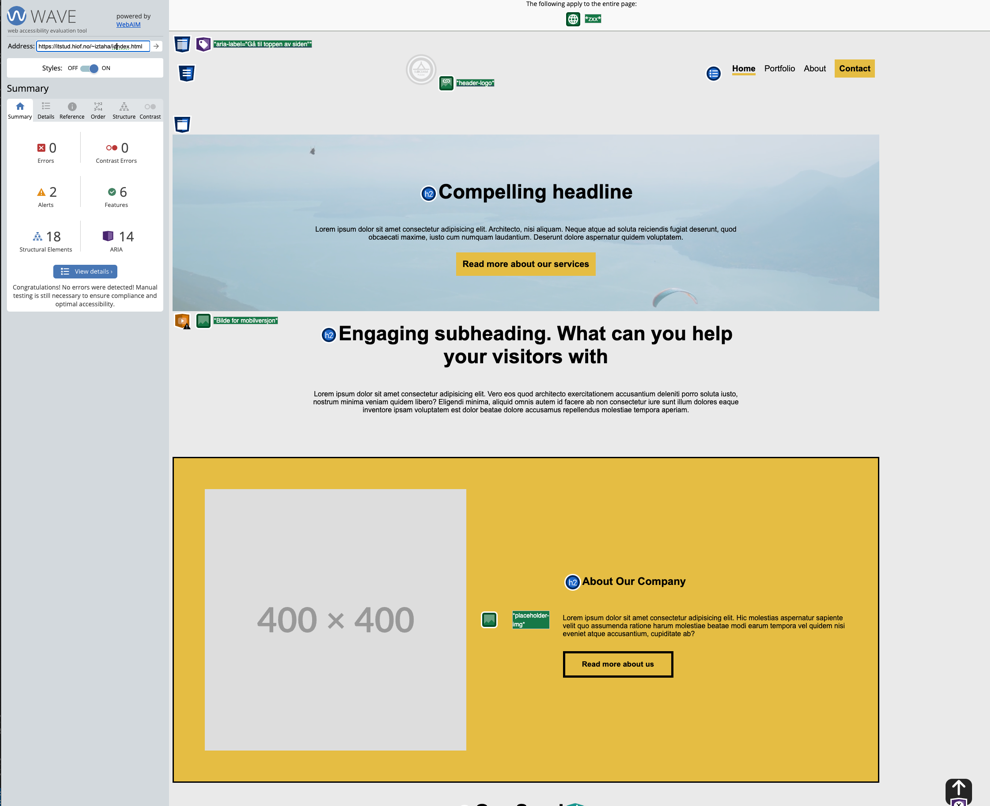 WAVE
powered by
WebAIM
web accessibility evaluation tool
Address:
Styles: OFF ON
Summary
Summary Details Reference Order Structure Contrast
0
Errors
0
Contrast Errors
2
Alerts
6
Features
18
Structural Elements
14
ARIA
View details ›
Congratulations! No errors were detected! Manual
testing is still necessary to ensure compliance and
optimal accessibility.
The following apply to the entire page:
"zxx"
"aria-label="Gå til toppen av siden""
"header-logo"
Home Portfolio About Contact
h2 Compelling headline
Lorem ipsum dolor sit amet consectetur adipisicing elit. Architecto, nisi aliquam. Neque atque ad soluta reiciendis fugiat deserunt, quod
obcaecati maxime, iusto cum numquam laudantium. Deserunt dolore aspernatur quidem voluptatem.
Read more about our services
"Bilde for mobilversjon"
h2 Engaging subheading. What can you help
your visitors with
Lorem ipsum dolor sit amet consectetur adipisicing elit. Vero eos quod architecto exercitationem accusantium deleniti porro soluta iusto,
nostrum minima veniam quidem libero? Eligendi minima, aliquid omnis autem id facere ab non consectetur iure sunt illum dolores eaque
inventore ipsam voluptatem est dolor beatae dolore accusamus repellendus molestiae tempora aperiam.
400 × 400
"placeholder-
img"
h2 About Our Company
Lorem ipsum dolor sit amet consectetur adipisicing elit. Hic molestias aspernatur sapiente
velit quo assumenda ratione harum molestiae beatae modi earum tempora vel quidem nisi
eveniet atque accusantium, cupiditate ab?
Read more about us